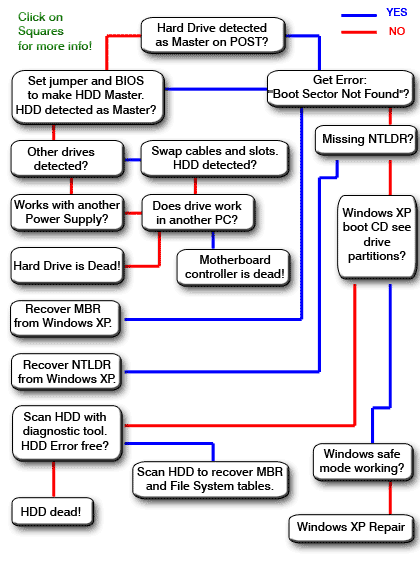 Click on
Squares
for more info!
Hard Drive detected
as Master on POST?
YES
NO
Set jumper and BIOS
to make HDD Master.
HDD detected as Master?
Get Error:
"Boot Sector Not Found"?
Other drives
detected?
Swap cables and slots.
HDD detected?
Missing NTLDR?
Works with another
Power Supply?
Does drive work
in another PC?
Windows XP
boot CD see
drive
partitions?
Hard Drive is Dead!
Motherboard
controller is dead!
Recover MBR
from Windows XP.
Recover NTLDR
from Windows XP.
Scan HDD with
diagnostic tool.
HDD Error free?
Windows safe
mode working?
Scan HDD to recover MBR
and File System tables.
HDD dead!
Windows XP Repair